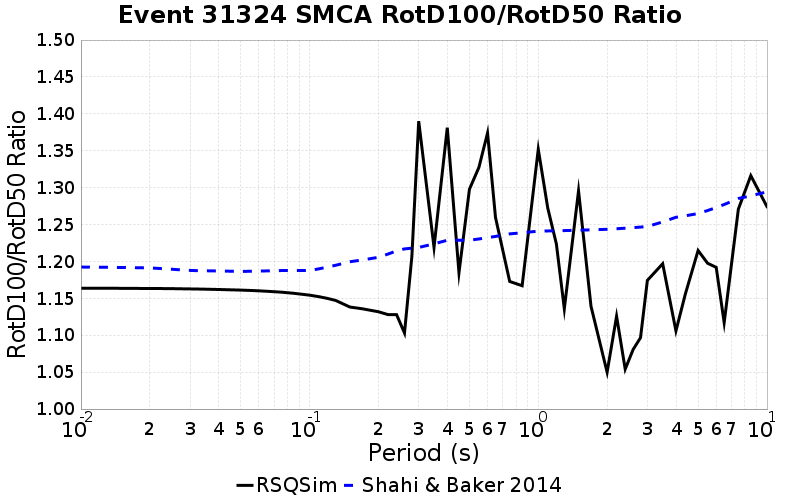 Event 31324 SMCA RotD100/RotD50 Ratio
RotD100/RotD50 Ratio
1.50
1.45
1.40
1.35
1.30
1.25
1.20
1.15
1.10
1.05
1.00
10-2 2 3 4 5 6 10-1 2 3 4 5 6 7 100 2 3 4 5 6 7 101
Period (s)
RSQSim Shahi & Baker 2014